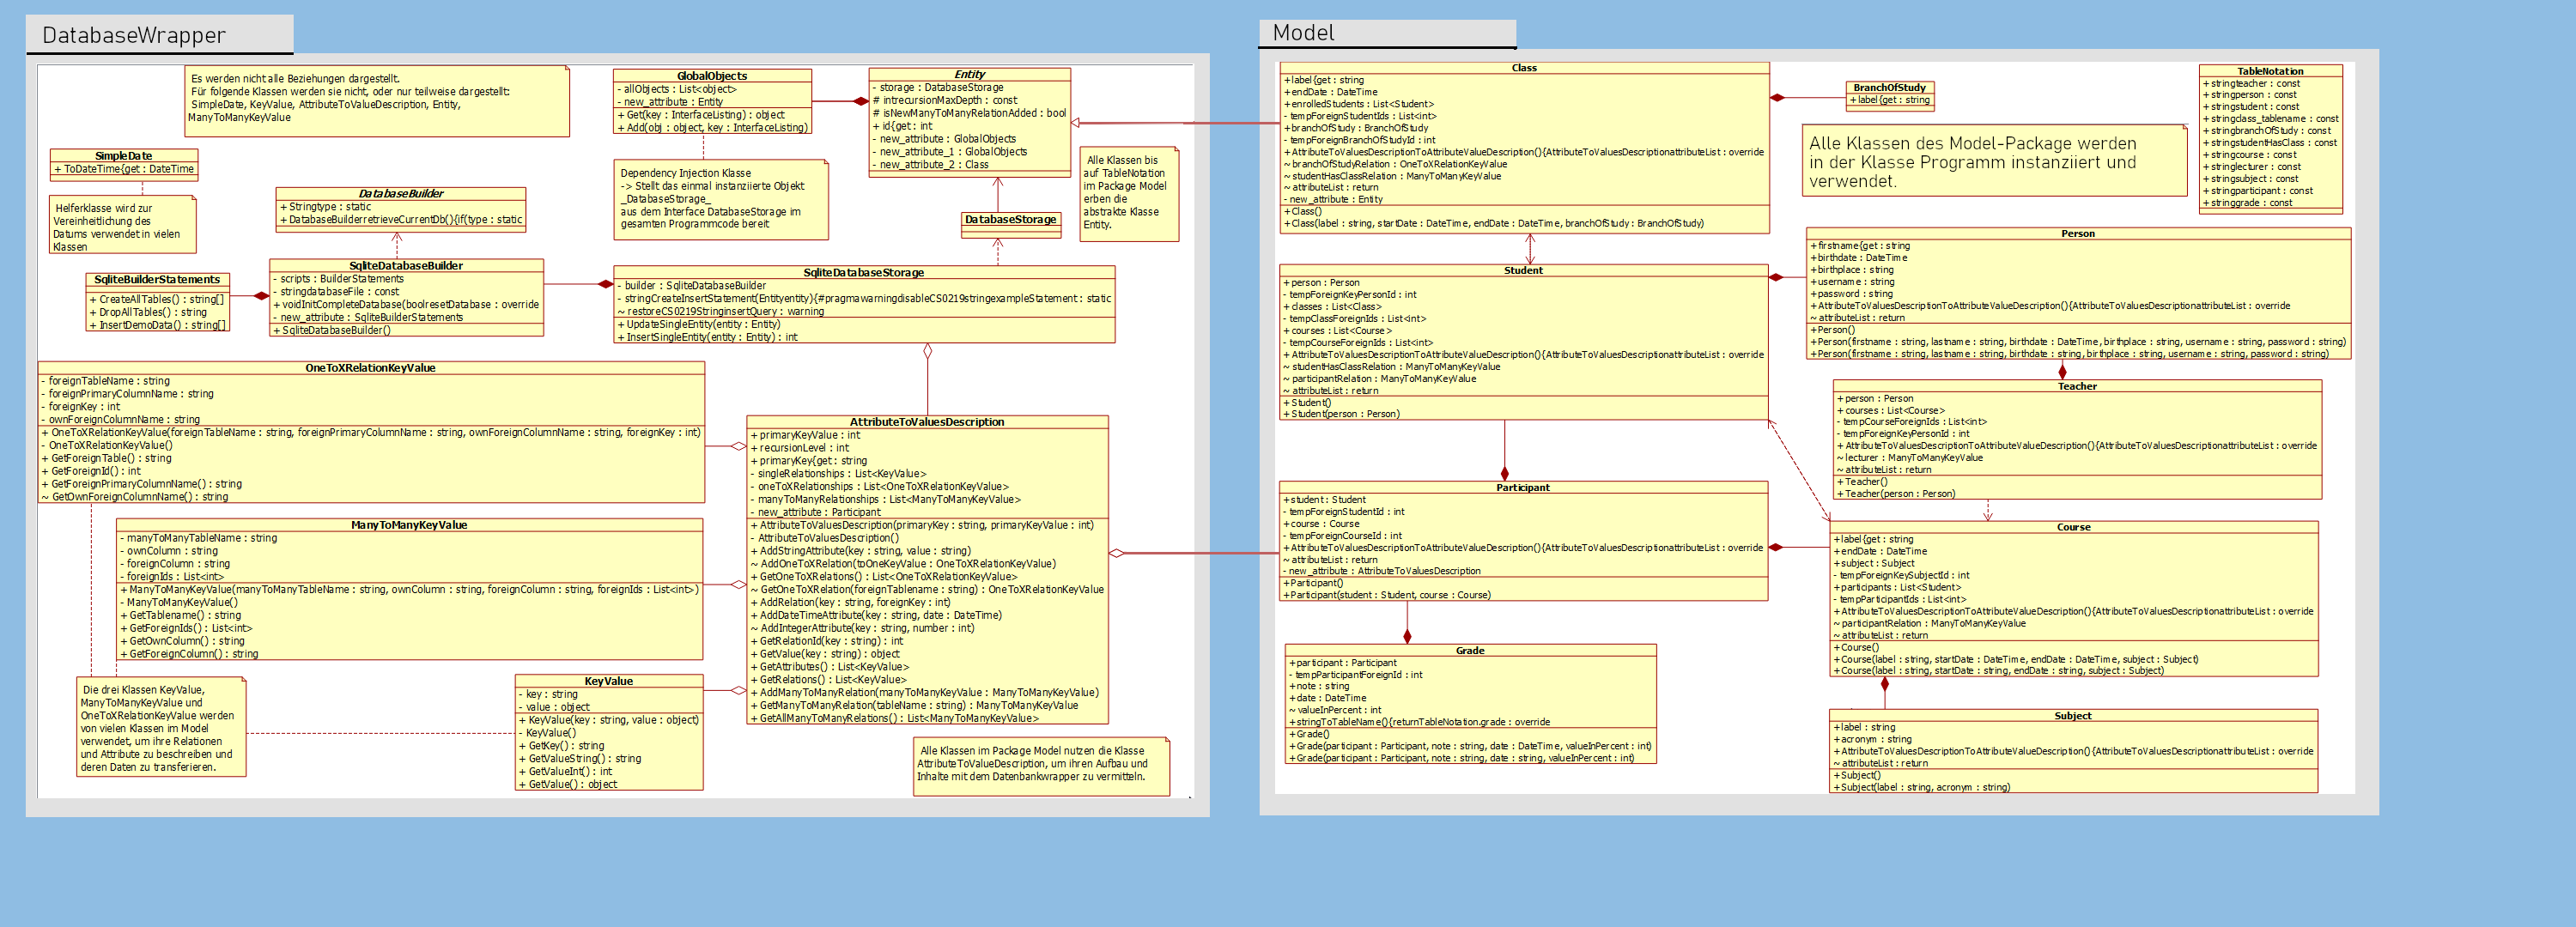 DatabaseWrapper
Es werden nicht alle Beziehungen dargestellt.
Für folgende Klassen werden sie nicht, oder nur teilweise dargestellt:
SimpleDate, KeyValue, AttributeToValueDescription, Entity,
ManyToManyKeyValue
GlobalObjects
- allObjects : List<object>
- new_attribute : Entity
+ Get(key : InterfaceListing) : object
+ Add(obj : object, key : InterfaceListing)
Entity
- storage : DatabaseStorage
# intrecursionMaxDepth : const
# isNewManyToManyRelationAdded : bool
+ id{get : int
- new_attribute : GlobalObjects
- new_attribute_1 : GlobalObjects
- new_attribute_2 : Class
SimpleDate
+ ToDateTime{get : DateTime
Helferklasse wird zur
Vereinheitlichung des
Datums verwendet in vielen
Klassen
DatabaseBuilder
+ Stringtype : static
+ DatabaseBuilderretrieveCurrentDb(){if(type : static
Dependency Injection Klasse
-> Stellt das einmal instanziierte Objekt
_DatabaseStorage_
aus dem Interface DatabaseStorage im
gesamten Programmcode bereit
Alle Klassen bis
auf TableNotation
im Package Model
erben die
abstrakte Klasse
Entity.
DatabaseStorage
SqliteBuilderStatements
+ CreateAllTables() : string[]
+ DropAllTables() : string
+ InsertDemoData() : string[]
SqliteDatabaseBuilder
- scripts : BuilderStatements
- stringdatabaseFile : const
+ voidInitCompleteDatabase(boolresetDatabase : override
- new_attribute : SqliteBuilderStatements
+ SqliteDatabaseBuilder()
SqliteDatabaseStorage
- builder : SqliteDatabaseBuilder
- stringCreateInsertStatement(Entityentity){#pragmawarningdisableCS0219stringexampleStatement : static
~ restoreCS0219StringinsertQuery : warning
+ UpdateSingleEntity(entity : Entity)
+ InsertSingleEntity(entity : Entity) : int
OneToXRelationKeyValue
- foreignTableName : string
- foreignPrimaryColumnName : string
- foreignKey : int
- ownForeignColumnName : string
+ OneToXRelationKeyValue(foreignTableName : string, foreignPrimaryColumnName : string, ownForeignColumnName : string, foreignKey : int)
- OneToXRelationKeyValue()
+ GetForeignTable() : string
+ GetForeignId() : int
+ GetForeignPrimaryColumnName() : string
~ GetOwnForeignColumnName() : string
ManyToManyKeyValue
- manyToManyTableName : string
- ownColumn : string
- foreignColumn : string
- foreignIds : List<int>
+ ManyToManyKeyValue(manyToManyTableName : string, ownColumn : string, foreignColumn : string, foreignIds : List<int>)
- ManyToManyKeyValue()
+ GetTablename() : string
+ GetForeignIds() : List<int>
+ GetOwnColumn() : string
+ GetForeignColumn() : string
Die drei Klassen KeyValue,
ManyToManyKeyValue und
OneToXRelationKeyValue werden
von vielen Klassen im Model
verwendet, um ihre Relationen
und Attribute zu beschreiben und
deren Daten zu transferieren.
KeyValue
- key : string
- value : object
+ KeyValue(key : string, value : object)
- KeyValue()
+ GetKey() : string
+ GetValueString() : string
+ GetValueInt() : int
+ GetValue() : object
AttributeToValuesDescription
+ primaryKeyValue : int
+ recursionLevel : int
+ primaryKey{get : string
- singleRelationships : List<KeyValue>
- oneToXRelationships : List<OneToXRelationKeyValue>
- manyToManyRelationships : List<ManyToManyKeyValue>
- new_attribute : Participant
+ AttributeToValuesDescription(primaryKey : string, primaryKeyValue : int)
- AttributeToValuesDescription()
+ AddStringAttribute(key : string, value : string)
~ AddOneToXRelation(toOneKeyValue : OneToXRelationKeyValue)
+ GetOneToXRelations() : List<OneToXRelationKeyValue>
~ GetOneToXRelation(foreignTablename : string) : OneToXRelationKeyValue
+ AddRelation(key : string, foreignKey : int)
+ AddDateTimeAttribute(key : string, date : DateTime)
~ AddIntegerAttribute(key : string, number : int)
+ GetRelationId(key : string) : int
+ GetValue(key : string) : object
+ GetAttributes() : List<KeyValue>
+ GetRelations() : List<KeyValue>
+ AddManyToManyRelation(manyToManyKeyValue : ManyToManyKeyValue)
+ GetManyToManyRelation(tableName : string) : ManyToManyKeyValue
+ GetAllManyToManyRelations() : List<ManyToManyKeyValue>
Alle Klassen im Package Model nutzen die Klasse
AttributeToValueDescription, um ihren Aufbau und
Inhalte mit dem Datenbankwrapper zu vermitteln.
Model
Class
+label{get : string
+endDate : DateTime
+enrolledStudents : List<Student>
- tempForeignStudentIds : List<int>
+branchOfStudy : BranchOfStudy
- tempForeignBranchOfStudyId : int
+AttributeToValuesDescriptionToAttributeValueDescription(){AttributeToValuesDescriptionattributeList : override
~ branchOfStudyRelation : OneToXRelationKeyValue
~ studentHasClassRelation : ManyToManyKeyValue
~ attributeList : return
- new_attribute : Entity
+Class()
+Class(label : string, startDate : DateTime, endDate : DateTime, branchOfStudy : BranchOfStudy)
BranchOfStudy
+label{get : string
Alle Klassen des Model-Package werden
in der Klasse Programm instanziiert und
verwendet.
TableNotation
+ stringteacher : const
+ stringperson : const
+ stringstudent : const
+ stringclass_tablename : const
+ stringbranchOfStudy : const
+ stringstudentHasClass : const
+ stringcourse : const
+ stringlecturer : const
+ stringsubject : const
+ stringparticipant : const
+ stringgrade : const
Student
+ person : Person
- tempForeignKeyPersonId : int
+ classes : List<Class>
- tempClassForeignIds : List<int>
+ courses : List<Course>
- tempCourseForeignIds : List<int>
+AttributeToValuesDescriptionToAttributeValueDescription(){AttributeToValuesDescriptionattributeList : override
~ studentHasClassRelation : ManyToManyKeyValue
~ participantRelation : ManyToManyKeyValue
~ attributeList : return
+ Student()
+ Student(person : Person)
Person
+firstname{get : string
+birthdate : DateTime
+birthplace : string
+username : string
+password : string
+AttributeToValuesDescriptionToAttributeValueDescription(){AttributeToValuesDescriptionattributeList : override
~ attributeList : return
+Person()
+Person(firstname : string, lastname : string, birthdate : DateTime, birthplace : string, username : string, password : string)
+Person(firstname : string, lastname : string, birthdate : string, birthplace : string, username : string, password : string)
Teacher
+ person : Person
+ courses : List<Course>
- tempCourseForeignIds : List<int>
- tempForeignKeyPersonId : int
+ AttributeToValuesDescriptionToAttributeValueDescription(){AttributeToValuesDescriptionattributeList : override
~ lecturer : ManyToManyKeyValue
~ attributeList : return
+Teacher()
+Teacher(person : Person)
Participant
+student : Student
- tempForeignStudentId : int
+course : Course
- tempForeignCourseId : int
+AttributeToValuesDescriptionToAttributeValueDescription(){AttributeToValuesDescriptionattributeList : override
~ attributeList : return
- new_attribute : AttributeToValuesDescription
+Participant()
+Participant(student : Student, course : Course)
Course
+label{get : string
+endDate : DateTime
+subject : Subject
- tempForeignKeySubjectId : int
+participants : List<Student>
- tempParticipantIds : List<int>
+AttributeToValuesDescriptionToAttributeValueDescription(){AttributeToValuesDescriptionattributeList : override
~ participantRelation : ManyToManyKeyValue
~ attributeList : return
+Course()
+Course(label : string, startDate : DateTime, endDate : DateTime, subject : Subject)
+Course(label : string, startDate : string, endDate : string, subject : Subject)
Grade
+participant : Participant
- tempParticipantForeignId : int
+note : string
+date : DateTime
~ valueInPercent : int
+stringToTableName(){returnTableNotation.grade : override
+Grade()
+Grade(participant : Participant, note : string, date : DateTime, valueInPercent : int)
+Grade(participant : Participant, note : string, date : string, valueInPercent : int)
Subject
+label : string
+acronym : string
+AttributeToValuesDescriptionToAttributeValueDescription(){AttributeToValuesDescriptionattributeList : override
~ attributeList : return
+Subject()
+Subject(label : string, acronym : string)